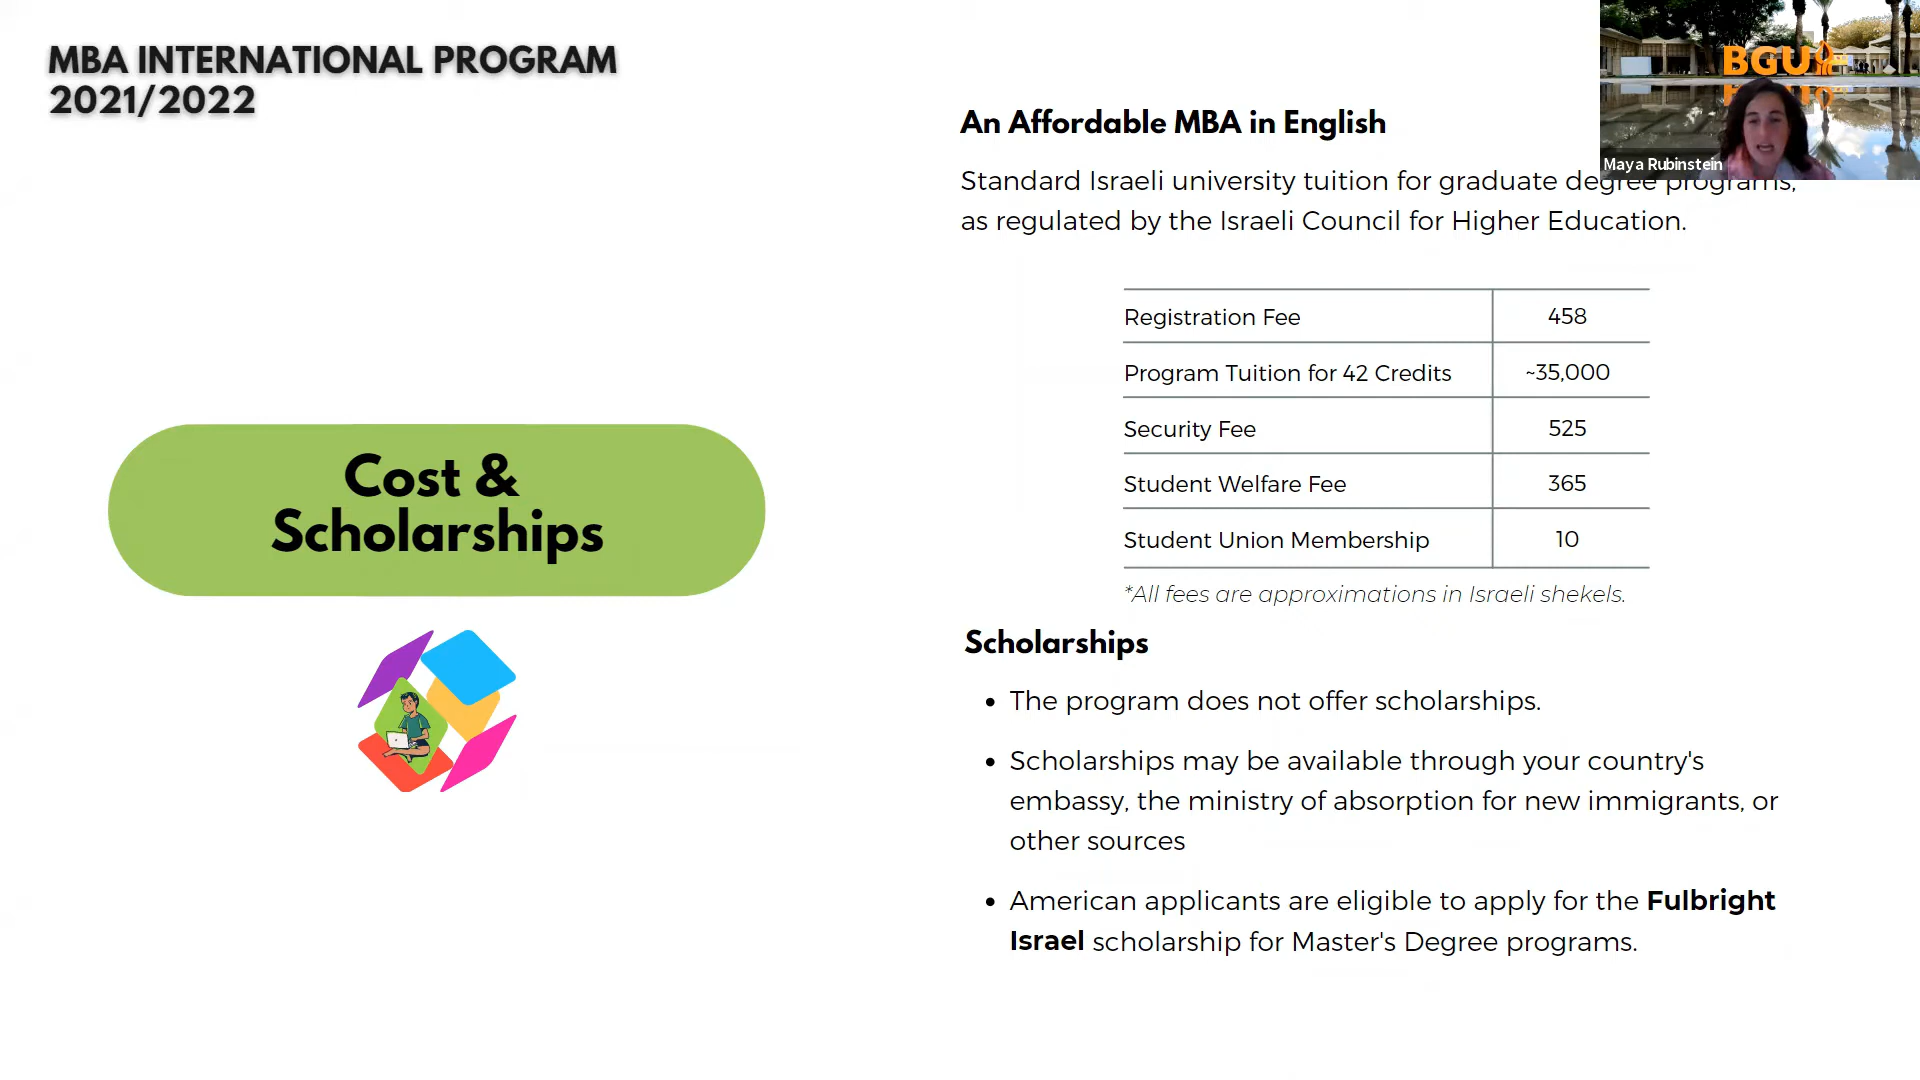 MBA INTERNATIONAL PROGRAM
2021/2022
BGU
Maya Rubinstein
An Affordable MBA in English
Standard Israeli university tuition for graduate degree programs,
as regulated by the Israeli Council for Higher Education.
Registration Fee 458
Program Tuition for 42 Credits ~35,000
Security Fee 525
Student Welfare Fee 365
Student Union Membership 10
*All fees are approximations in Israeli shekels.
Cost &
Scholarships
Scholarships
• The program does not offer scholarships.
• Scholarships may be available through your country's
embassy, the ministry of absorption for new immigrants, or
other sources
• American applicants are eligible to apply for the Fulbright
Israel scholarship for Master's Degree programs.